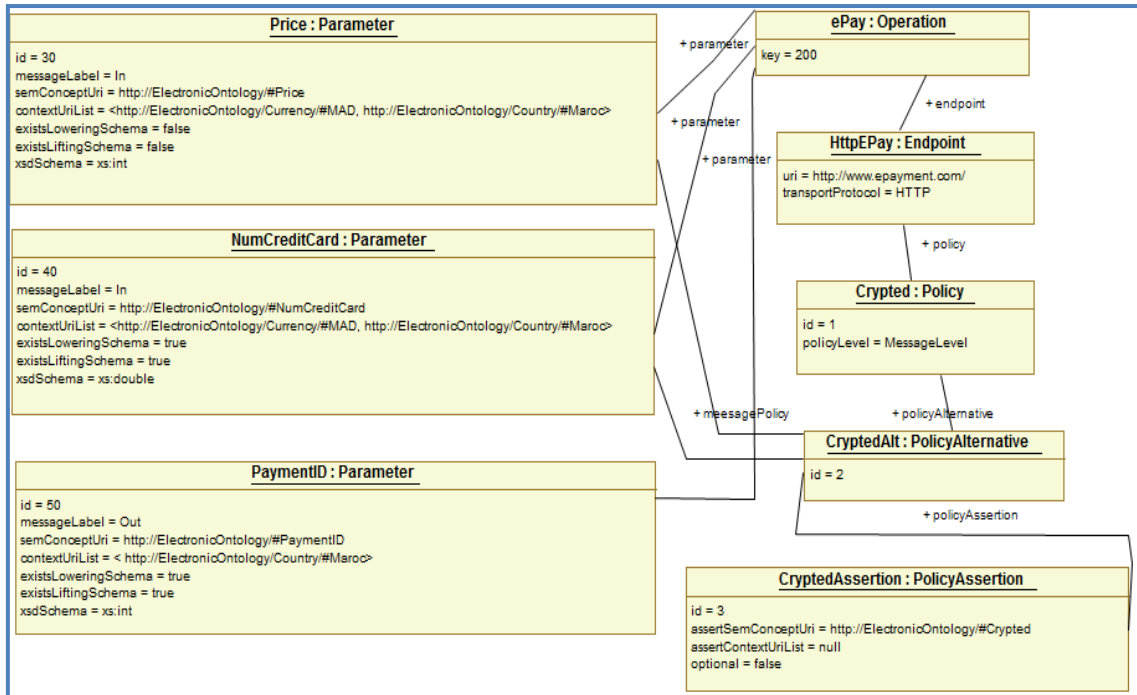 Price : Parameter
id = 30
messageLabel = In
semConceptUri = http://ElectronicOntology/#Price
contextUriList = <http://ElectronicOntology/Currency/#MAD, http://ElectronicOntology/Country/#Maroc>
existsLoweringSchema = false
existsLiftingSchema = false
xsdSchema = xs:int
NumCreditCard : Parameter
id = 40
messageLabel = In
semConceptUri = http://ElectronicOntology/#NumCreditCard
contextUriList = <http://ElectronicOntology/Currency/#MAD, http://ElectronicOntology/Country/#Maroc>
existsLoweringSchema = true
existsLiftingSchema = true
xsdSchema = xs:double
PaymentID : Parameter
id = 50
messageLabel = Out
semConceptUri = http://ElectronicOntology/#PaymentID
contextUriList = < http://ElectronicOntology/Country/#Maroc>
existsLoweringSchema = true
existsLiftingSchema = true
xsdSchema = xs:int
+ parameter
+ parameter
+ parameter
ePay : Operation
key = 200
+ endpoint
HttpEPay : Endpoint
uri = http://www.epayment.com/
transportProtocol = HTTP
+ policy
Crypted : Policy
id = 1
policyLevel = MessageLevel
+ meesagePolicy
+ policyAlternative
CryptedAlt : PolicyAlternative
id = 2
+ policyAssertion
CryptedAssertion : PolicyAssertion
id = 3
assertSemConceptUri = http://ElectronicOntology/#Crypted
assertContextUriList = null
optional = false